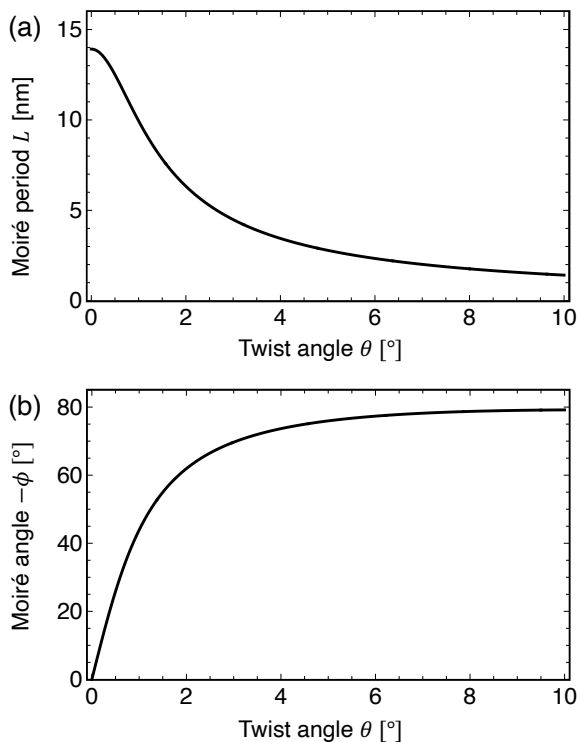 (a)
15
10
5
0
Moiré period L [nm]
0 2 4 6 8 10
Twist angle θ [°]
(b)
80
60
40
20
0
Moiré angle −ϕ [°]
0 2 4 6 8 10
Twist angle θ [°]